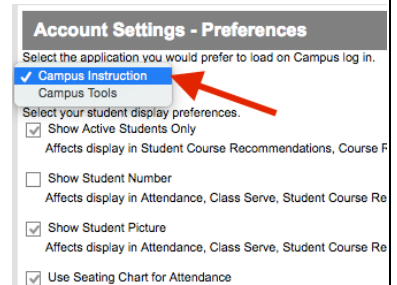 Account Settings - Preferences
Select the application you would prefer to load on Campus log in.
✓ Campus Instruction
Campus Tools
Select your student display preferences.
Show Active Students Only
Affects display in Student Course Recommendations, Course
Show Student Number
Affects display in Attendance, Class Serve, Student Course Re
Show Student Picture
Affects display in Attendance, Class Serve, Student Course Re
Use Seating Chart for Attendance